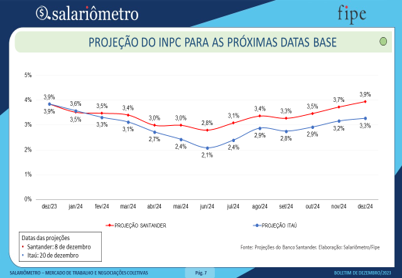 salariômetro
fipe
PROJEÇÃO DO INPC PARA AS PRÓXIMAS DATAS BASE
5%
4%
3%
2%
1%
0%
3,9% 3,6% 3,5% 3,4% 3,0% 3,0% 2,8% 3,1% 3,4% 3,3% 3,5% 3,7% 3,9%
3,9% 3,5% 3,3% 3,1% 2,7% 2,4% 2,1% 2,4% 2,9% 2,8% 2,9% 3,2% 3,3%
dez/23 jan/24 fev/24 mar/24 abr/24 mai/24 jun/24 jul/24 ago/24 set/24 out/24 nov/24 dez/24
PROJEÇÃO SANTANDER PROJEÇÃO ITAÚ
Datas das projeções
Santander: 8 de dezembro
Itaú: 20 de dezembro
Fonte: Projeções do Banco Santander. Elaboração: Salariômetro/Fipe
SALARIÔMETRO – MERCADO DE TRABALHO E NEGOCIAÇÕES COLETIVAS
Pág. 7
BOLETIM DE DEZEMBRO/2023